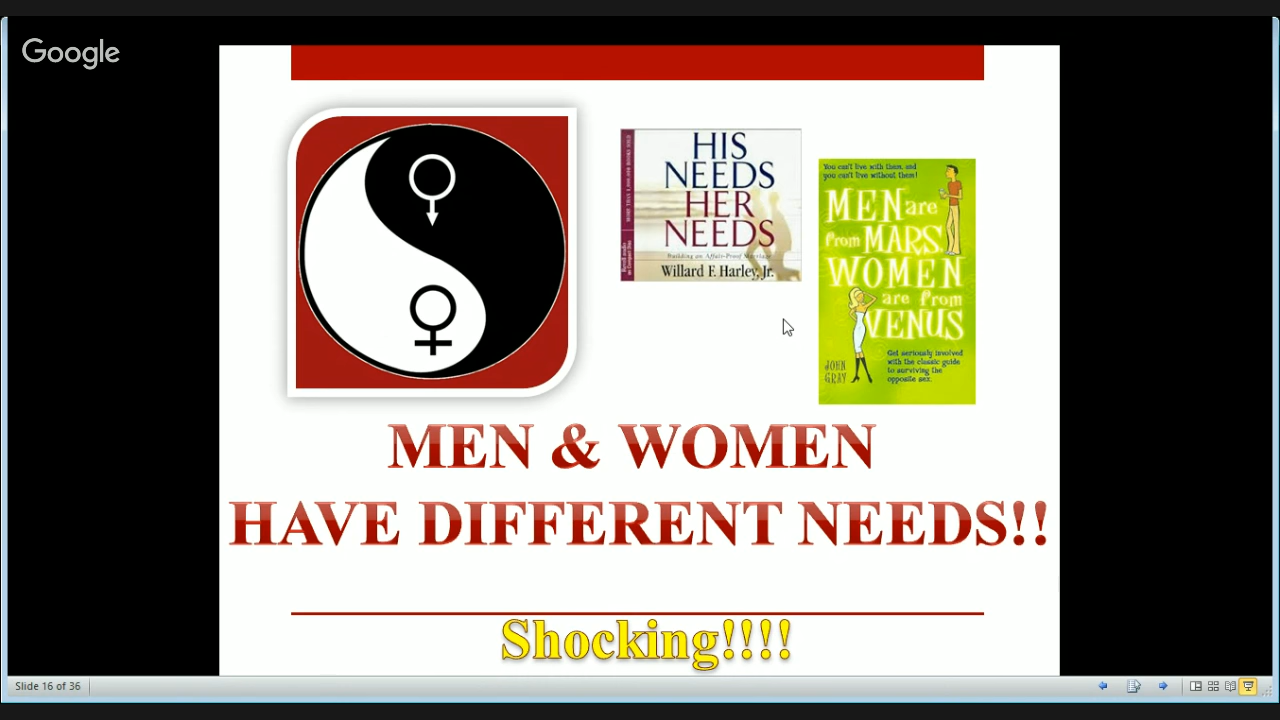 Google
HIS
NEEDS
HER
NEEDS
Building an Affair-Proof Marriage
Willard F. Harley, Jr.
You can't live with them, and
you can't live without them!
MEN are
from MARS,
WOMEN
are from
VENUS
Get seriously involved
with the classic guide
to surviving the
opposite sex.
JOHN
GRAY
MEN & WOMEN
HAVE DIFFERENT NEEDS!!
Shocking!!!!
Slide 16 of 36